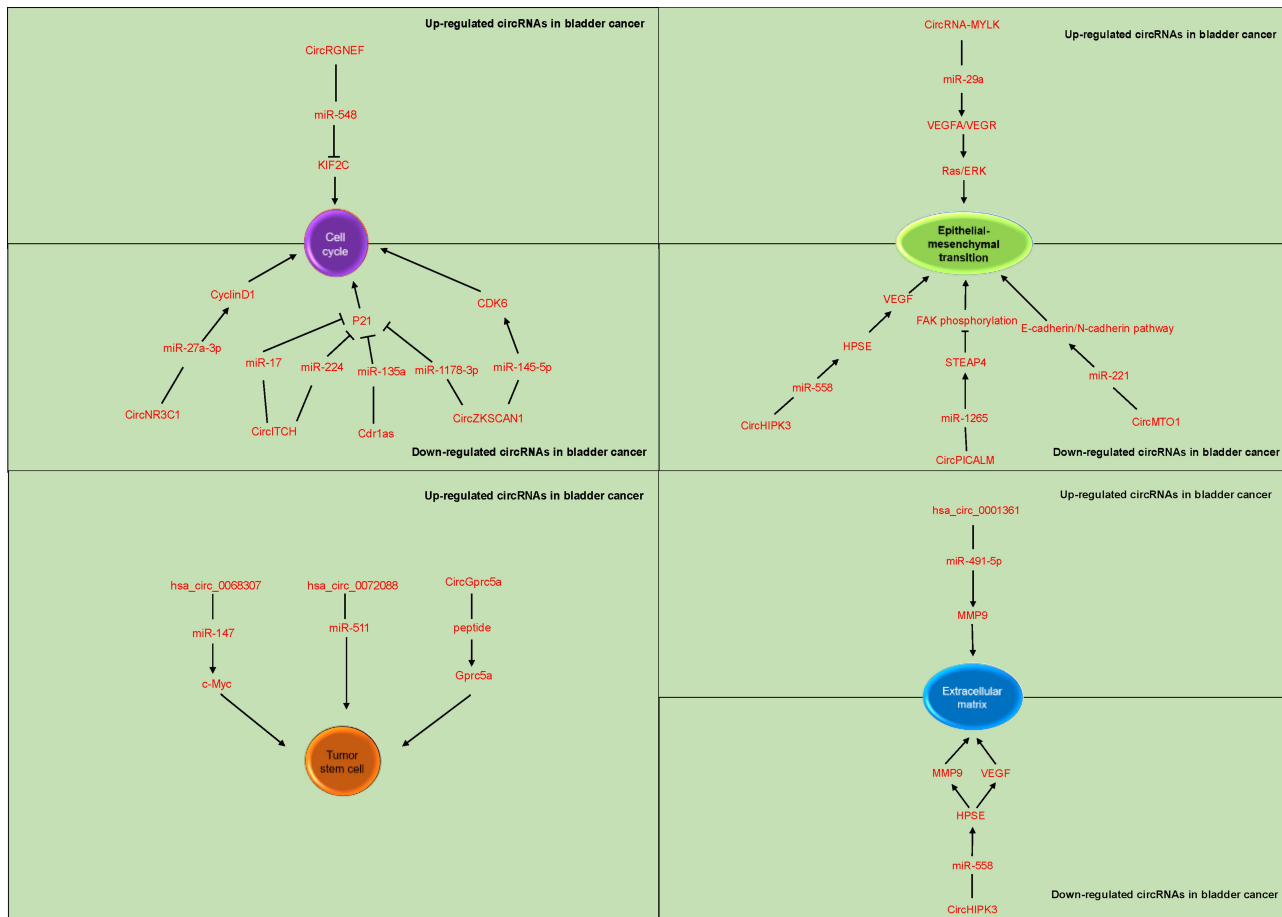 Up-regulated circRNAs in bladder cancer
CircRGNEF
miR-548
KIF2C
Cell
cycle
CyclinD1
CDK6
P21
miR-27a-3p
miR-17
miR-224
miR-135a
miR-1178-3p
miR-145-5p
CircNR3C1
CircITCH
Cdr1as
CircZKSCAN1
Down-regulated circRNAs in bladder cancer
CircRNA-MYLK
Up-regulated circRNAs in bladder cancer
miR-29a
VEGFA/VEGR
Ras/ERK
Epithelial-
mesenchymal
transition
VEGF
FAK phosphorylation
E-cadherin/N-cadherin pathway
HPSE
STEAP4
miR-558
miR-221
CircHIPK3
miR-1265
CircMTO1
CircPICALM
Down-regulated circRNAs in bladder cancer
Up-regulated circRNAs in bladder cancer
hsa_circ_0068307
hsa_circ_0072088
CircGprc5a
miR-147
miR-511
peptide
c-Myc
Gprc5a
Tumor
stem cell
Up-regulated circRNAs in bladder cancer
hsa_circ_0001361
miR-491-5p
MMP9
Extracellular
matrix
MMP9
VEGF
HPSE
miR-558
Down-regulated circRNAs in bladder cancer
CircHIPK3